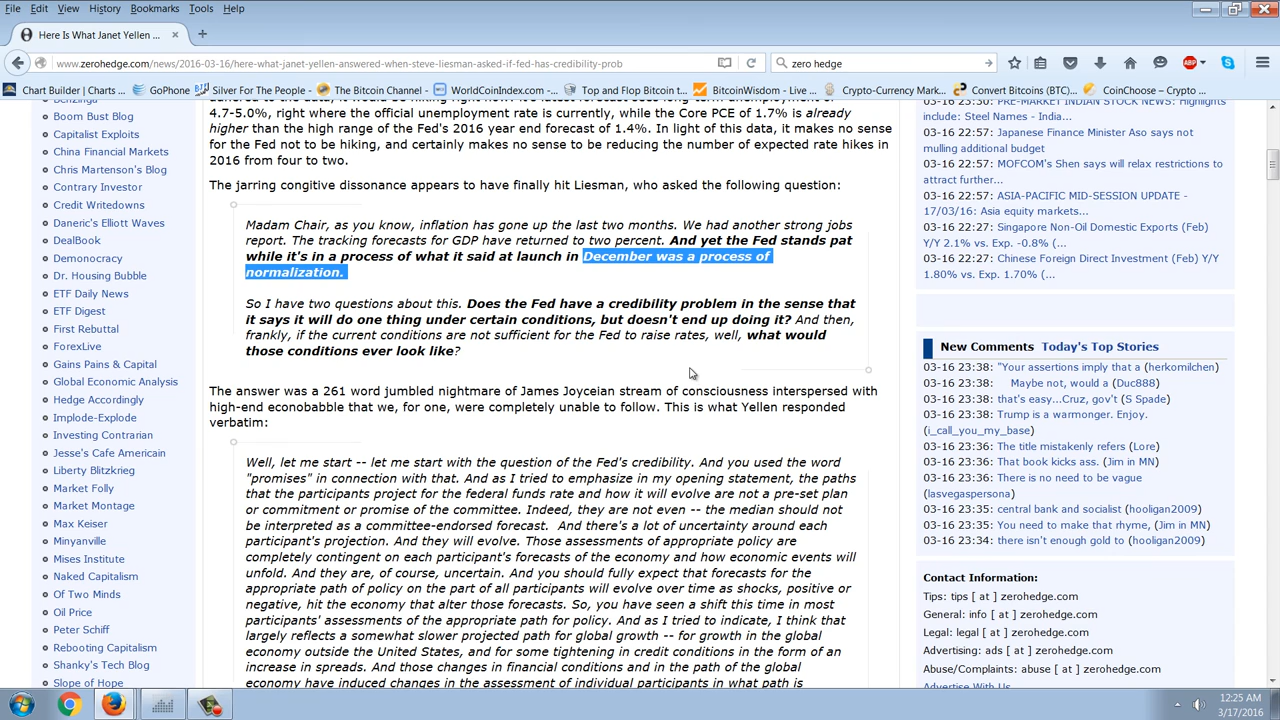 File Edit View History Bookmarks Tools Help
Here Is What Janet Yellen ...
www.zerohedge.com/news/2016-03-16/here-what-janet-yellen-answered-when-steve-liesman-asked-if-fed-has-credibility-prob
zero hedge
Chart Builder | Charts ... GoPhone Silver For The People - ... The Bitcoin Channel - ... WorldCoinIndex.com - ... Top and Flop Bitcoin t... BitcoinWisdom - Live ... Crypto-Currency Mark... Convert Bitcoins (BTC)... CoinChoose – Crypto ...
ABP
Benzinga
Boom Bust Blog
Capitalist Exploits
China Financial Markets
Chris Martenson's Blog
Contrary Investor
Credit Writedowns
Daneric's Elliott Waves
DealBook
Demonocracy
Dr. Housing Bubble
ETF Daily News
ETF Digest
First Rebuttal
ForexLive
Gains Pains & Capital
Global Economic Analysis
Hedge Accordingly
Implode-Explode
Investing Contrarian
Jesse's Cafe Americain
Liberty Blitzkrieg
Market Folly
Market Montage
Max Keiser
Minyanville
Mises Institute
Naked Capitalism
Of Two Minds
Oil Price
Peter Schiff
Rebooting Capitalism
Shanky's Tech Blog
Slope of Hope
4.7-5.0%, right where the official unemployment rate is currently, while the Core PCE of 1.7% is already
higher than the high range of the Fed's 2016 year end forecast of 1.4%. In light of this data, it makes no sense
for the Fed not to be hiking, and certainly makes no sense to be reducing the number of expected rate hikes in
2016 from four to two.
The jarring congitive dissonance appears to have finally hit Liesman, who asked the following question:
Madam Chair, as you know, inflation has gone up the last two months. We had another strong jobs
report. The tracking forecasts for GDP have returned to two percent. And yet the Fed stands pat
while it's in a process of what it said at launch in December was a process of
normalization.
So I have two questions about this. Does the Fed have a credibility problem in the sense that
it says it will do one thing under certain conditions, but doesn't end up doing it? And then,
frankly, if the current conditions are not sufficient for the Fed to raise rates, well, what would
those conditions ever look like?
The answer was a 261 word jumbled nightmare of James Joyceian stream of consciousness interspersed with
high-end econobabble that we, for one, were completely unable to follow. This is what Yellen responded
verbatim:
Well, let me start -- let me start with the question of the Fed's credibility. And you used the word
"promises" in connection with that. And as I tried to emphasize in my opening statement, the paths
that the participants project for the federal funds rate and how it will evolve are not a pre-set plan
or commitment or promise of the committee. Indeed, they are not even -- the median should not
be interpreted as a committee-endorsed forecast. And there's a lot of uncertainty around each
participant's projection. And they will evolve. Those assessments of appropriate policy are
completely contingent on each participant's forecasts of the economy and how economic events will
unfold. And they are, of course, uncertain. And you should fully expect that forecasts for the
appropriate path of policy on the part of all participants will evolve over time as shocks, positive or
negative, hit the economy that alter those forecasts. So, you have seen a shift this time in most
participants' assessments of the appropriate path for policy. And as I tried to indicate, I think that
largely reflects a somewhat slower projected path for global growth -- for growth in the global
economy outside the United States, and for some tightening in credit conditions in the form of an
increase in spreads. And those changes in financial conditions and in the path of the global
economy have induced changes in the assessment of individual participants in what path is
03-16 23:30: PRE-MARKET INDIAN STOCK NEWS: Highlights
include: Steel Names - India...
03-16 22:57: Japanese Finance Minister Aso says not
mulling additional budget
03-16 22:57: MOFCOM's Shen says will relax restrictions to
attract further...
03-16 22:57: ASIA-PACIFIC MID-SESSION UPDATE -
17/03/16: Asia equity markets...
03-16 22:57: Singapore Non-Oil Domestic Exports (Feb)
Y/Y 2.1% vs. Exp. -0.8% (...
03-16 22:57: Chinese Foreign Direct Investment (Feb) Y/Y
1.80% vs. Exp. 1.70% (...
New Comments Today's Top Stories
03-16 23:38: "Your assertions imply that a (herkomilchen)
03-16 23:38: Maybe not, would a (Duc888)
03-16 23:38: that's easy...Cruz, gov't (S Spade)
03-16 23:38: Trump is a warmonger. Enjoy.
(i_call_you_my_base)
03-16 23:36: The title mistakenly refers (Lore)
03-16 23:36: That book kicks ass. (Jim in MN)
03-16 23:36: There is no need to be vague
(lasvegaspersona)
03-16 23:35: central bank and socialist (hooligan2009)
03-16 23:35: You need to make that rhyme, (Jim in MN)
03-16 23:34: there isn't enough gold to (hooligan2009)
Contact Information:
Tips: tips [ at ] zerohedge.com
General: info [ at ] zerohedge.com
Legal: legal [ at ] zerohedge.com
Advertising: ads [ at ] zerohedge.com
Abuse/Complaints: abuse [ at ] zerohedge.com
Advertise With Us
12:25 AM
3/17/2016